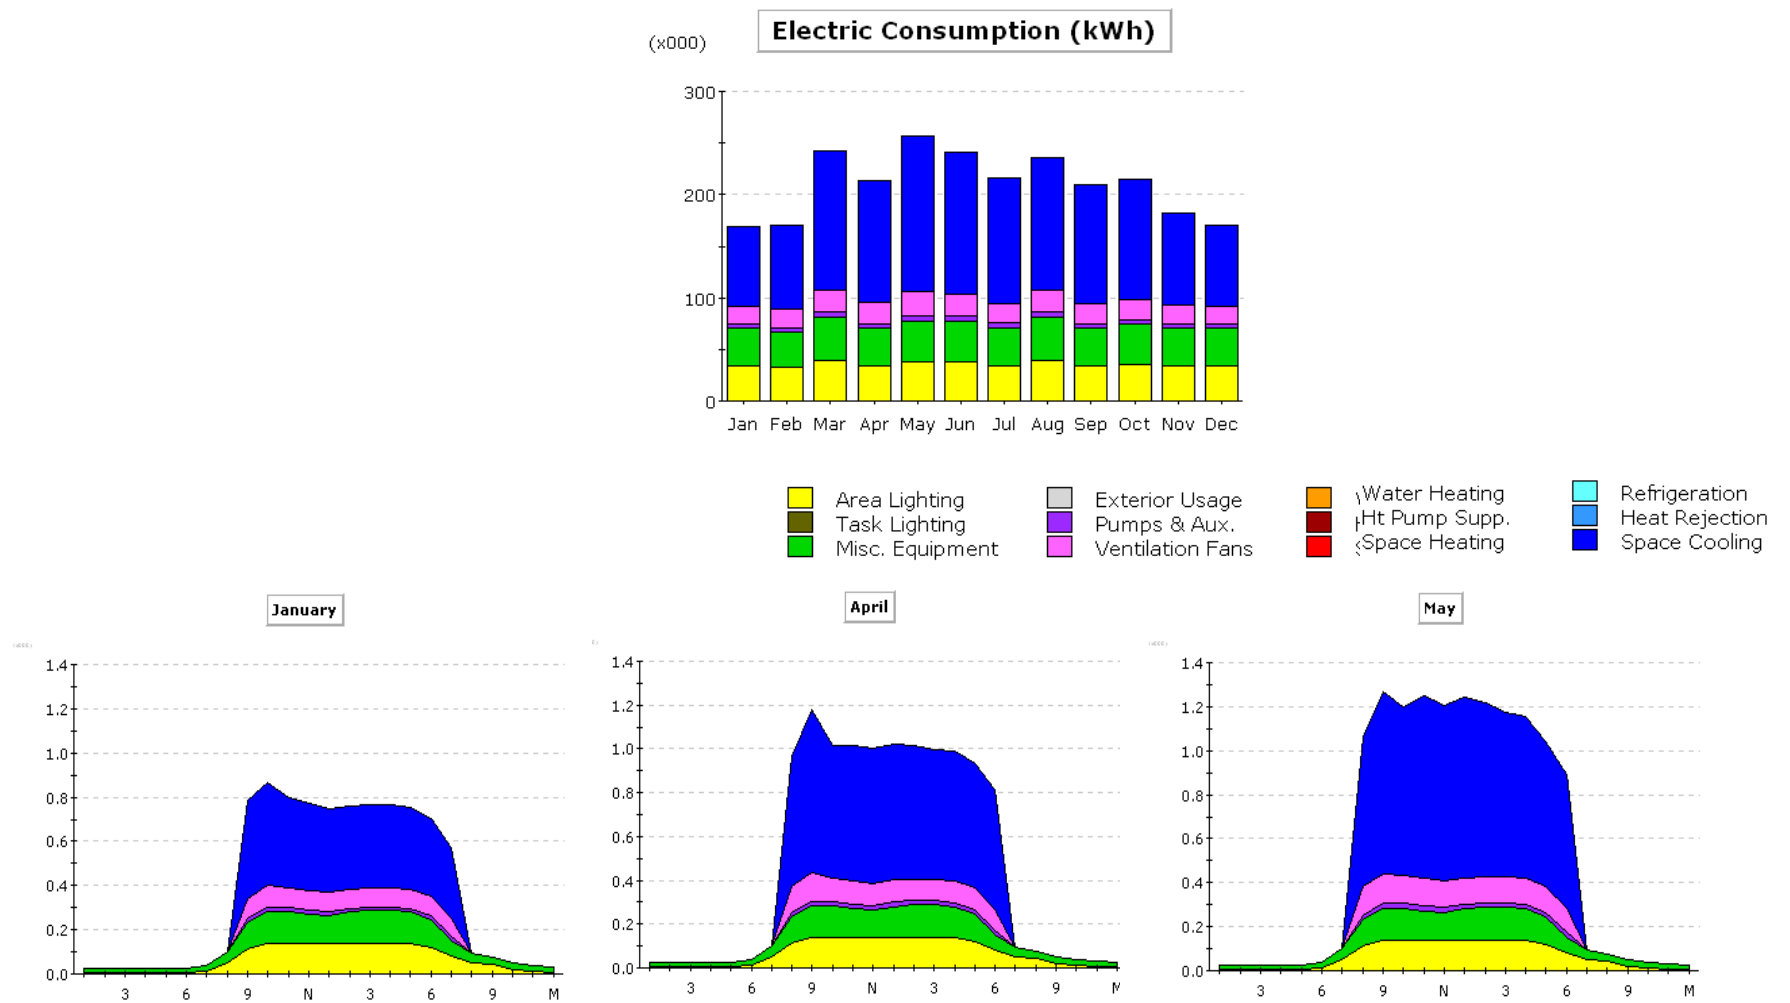 Electric Consumption (kWh)
(x000)
300
200
100
0
Jan Feb Mar Apr May Jun Jul Aug Sep Oct Nov Dec
Area Lighting Exterior Usage Water Heating Refrigeration
Task Lighting Pumps & Aux. Ht Pump Supp. Heat Rejection
Misc. Equipment Ventilation Fans Space Heating Space Cooling
January
(x000)
1.4
1.2
1.0
0.8
0.6
0.4
0.2
0.0
3 6 9 N 3 6 9 M
April
1.4
1.2
1.0
0.8
0.6
0.4
0.2
0.0
3 6 9 N 3 6 9
May
(x000)
1.4
1.2
1.0
0.8
0.6
0.4
0.2
0.0
3 6 9 N 3 6 9 M